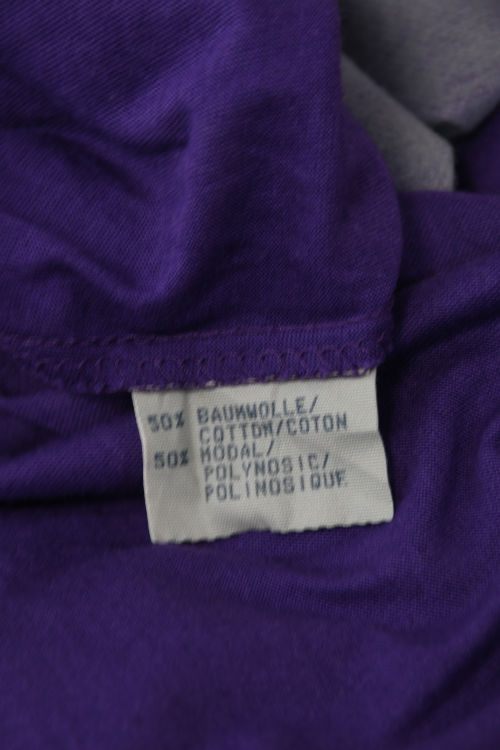 50% BAUMWOLLE/
COTTON/COTON
50% MODAL/
POLYNOSIC/
POLINOSIQUE